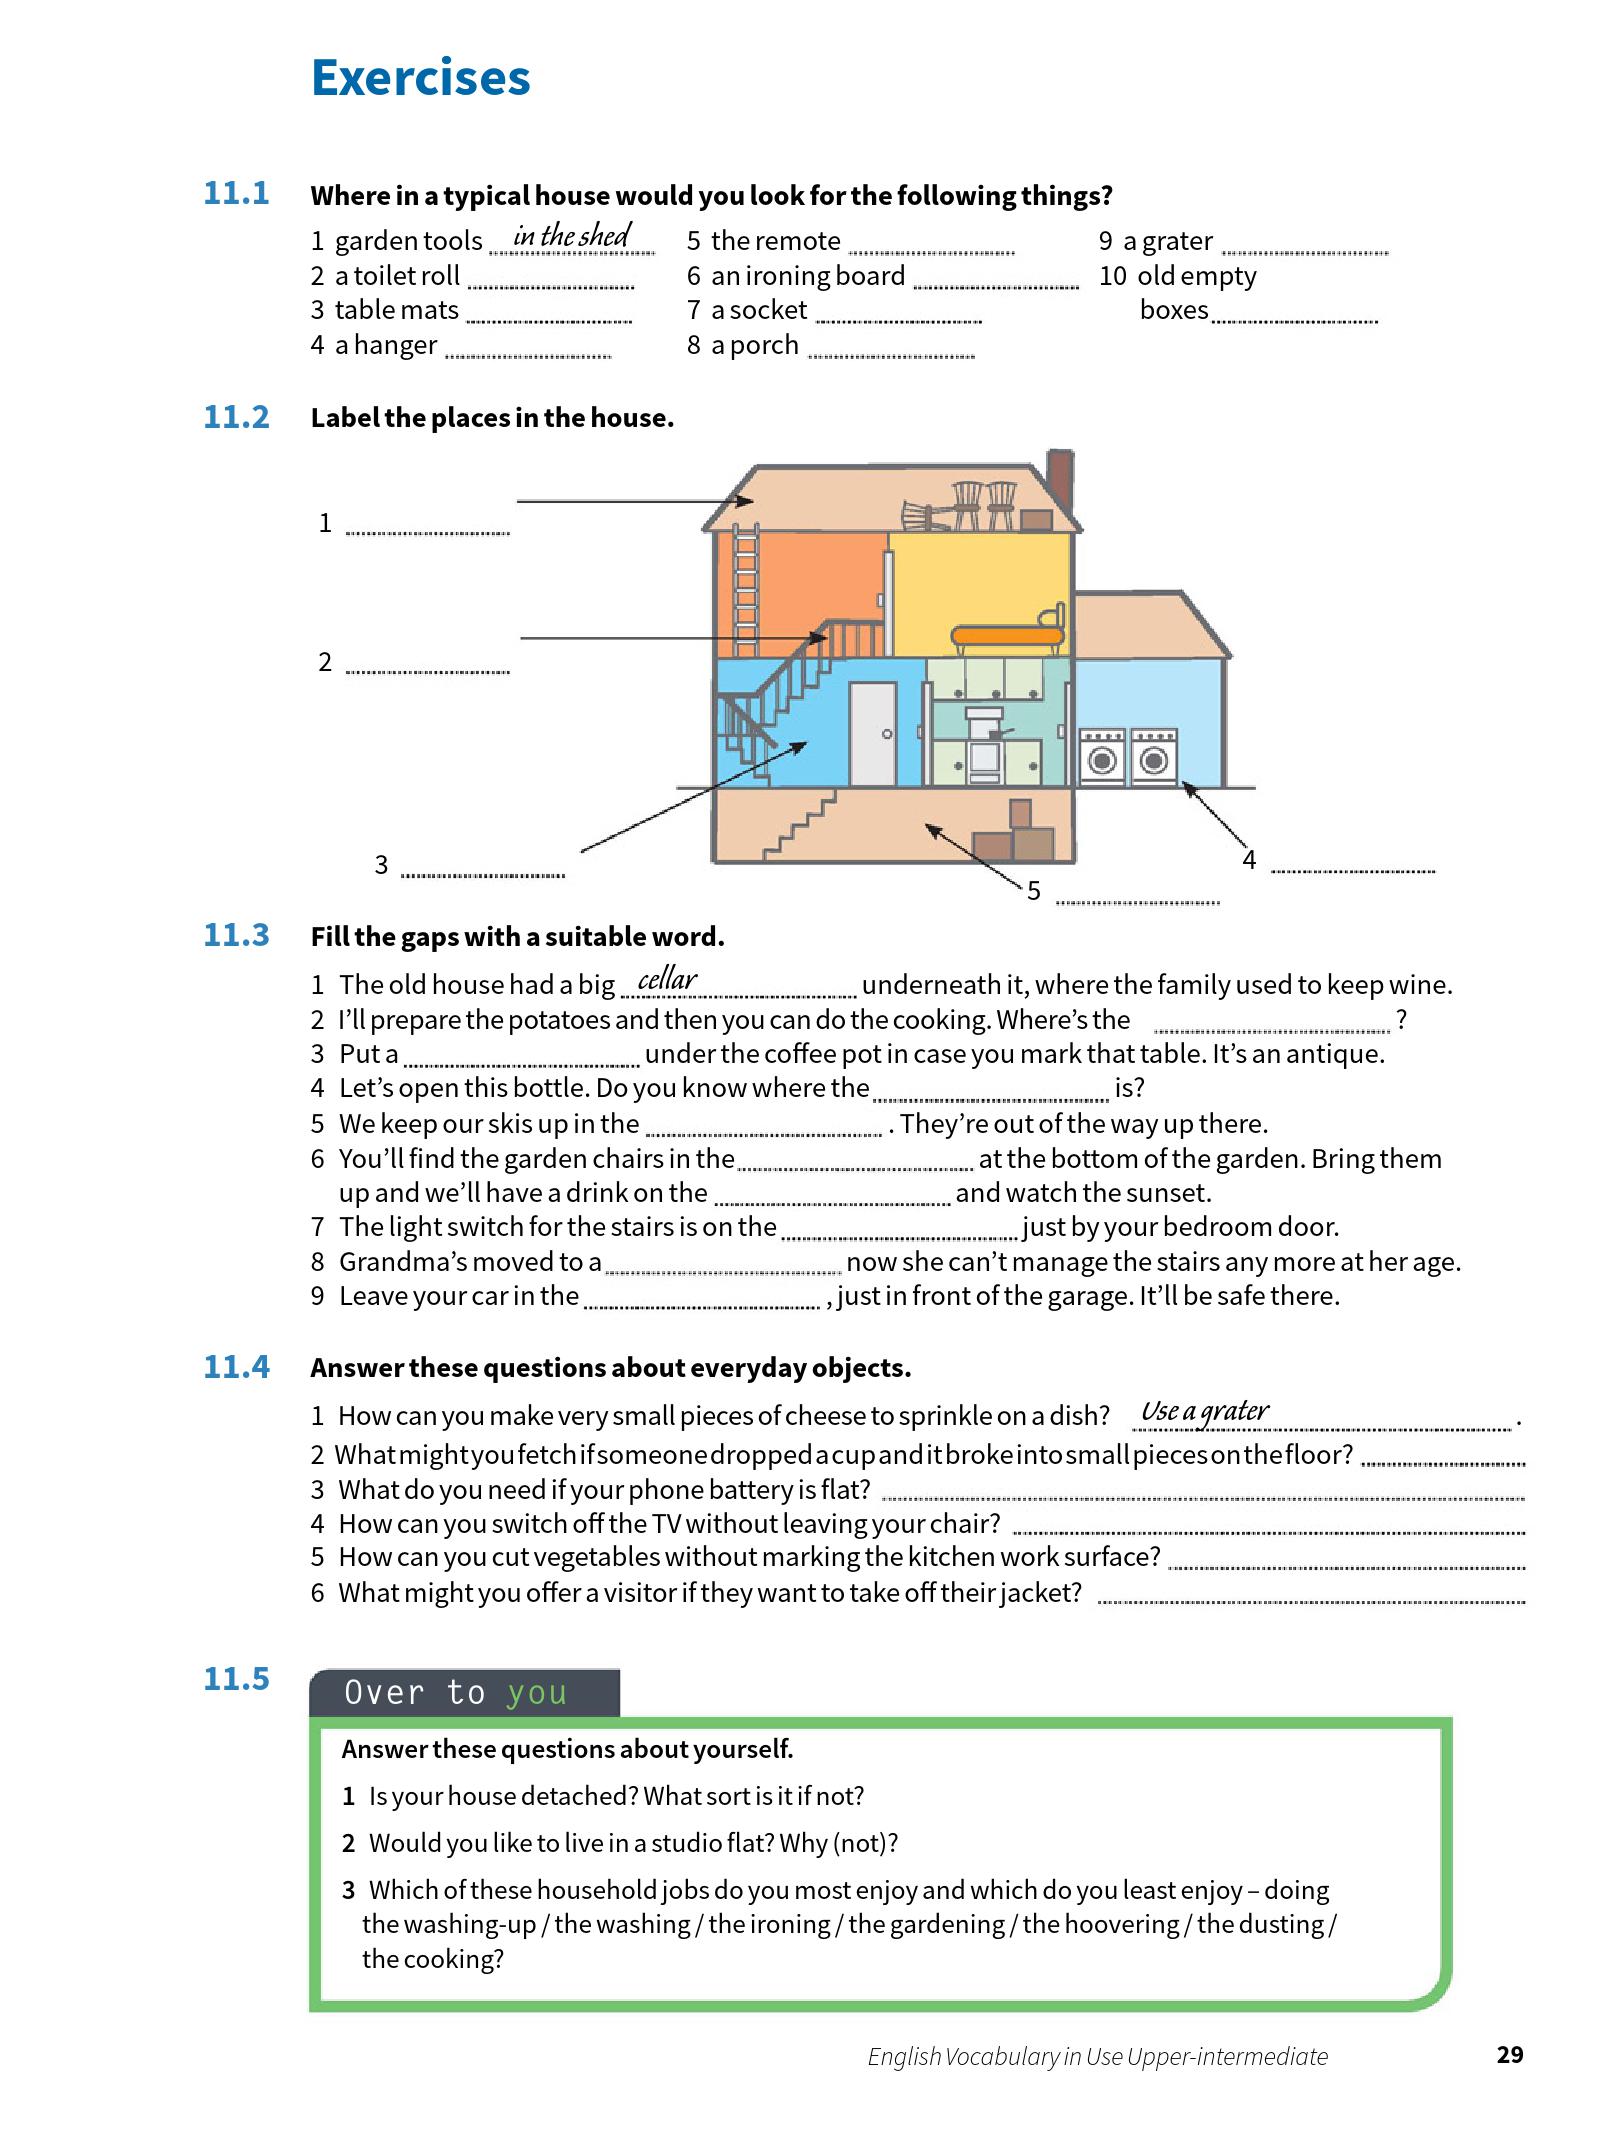 Exercises
11.1 Where in a typical house would you look for the following things?
1 garden tools in the shed 5 the remote 9 a grater
2 a toilet roll 6 an ironing board 10 old empty
3 table mats 7 a socket boxes
4 a hanger 8 a porch
11.2 Label the places in the house.
1
2
3
4
5
11.3 Fill the gaps with a suitable word.
1 The old house had a big cellar underneath it, where the family used to keep wine.
2 I’ll prepare the potatoes and then you can do the cooking. Where’s the ?
3 Put a under the coffee pot in case you mark that table. It’s an antique.
4 Let’s open this bottle. Do you know where the is?
5 We keep our skis up in the . They’re out of the way up there.
6 You’ll find the garden chairs in the at the bottom of the garden. Bring them
up and we’ll have a drink on the and watch the sunset.
7 The light switch for the stairs is on the just by your bedroom door.
8 Grandma’s moved to a now she can’t manage the stairs any more at her age.
9 Leave your car in the , just in front of the garage. It’ll be safe there.
11.4 Answer these questions about everyday objects.
1 How can you make very small pieces of cheese to sprinkle on a dish? Use a grater .
2 What might you fetch if someone dropped a cup and it broke into small pieces on the floor?
3 What do you need if your phone battery is flat?
4 How can you switch off the TV without leaving your chair?
5 How can you cut vegetables without marking the kitchen work surface?
6 What might you offer a visitor if they want to take off their jacket?
11.5 Over to you
Answer these questions about yourself.
1 Is your house detached? What sort is it if not?
2 Would you like to live in a studio flat? Why (not)?
3 Which of these household jobs do you most enjoy and which do you least enjoy – doing
the washing-up / the washing / the ironing / the gardening / the hoovering / the dusting /
the cooking?
English Vocabulary in Use Upper-intermediate 29